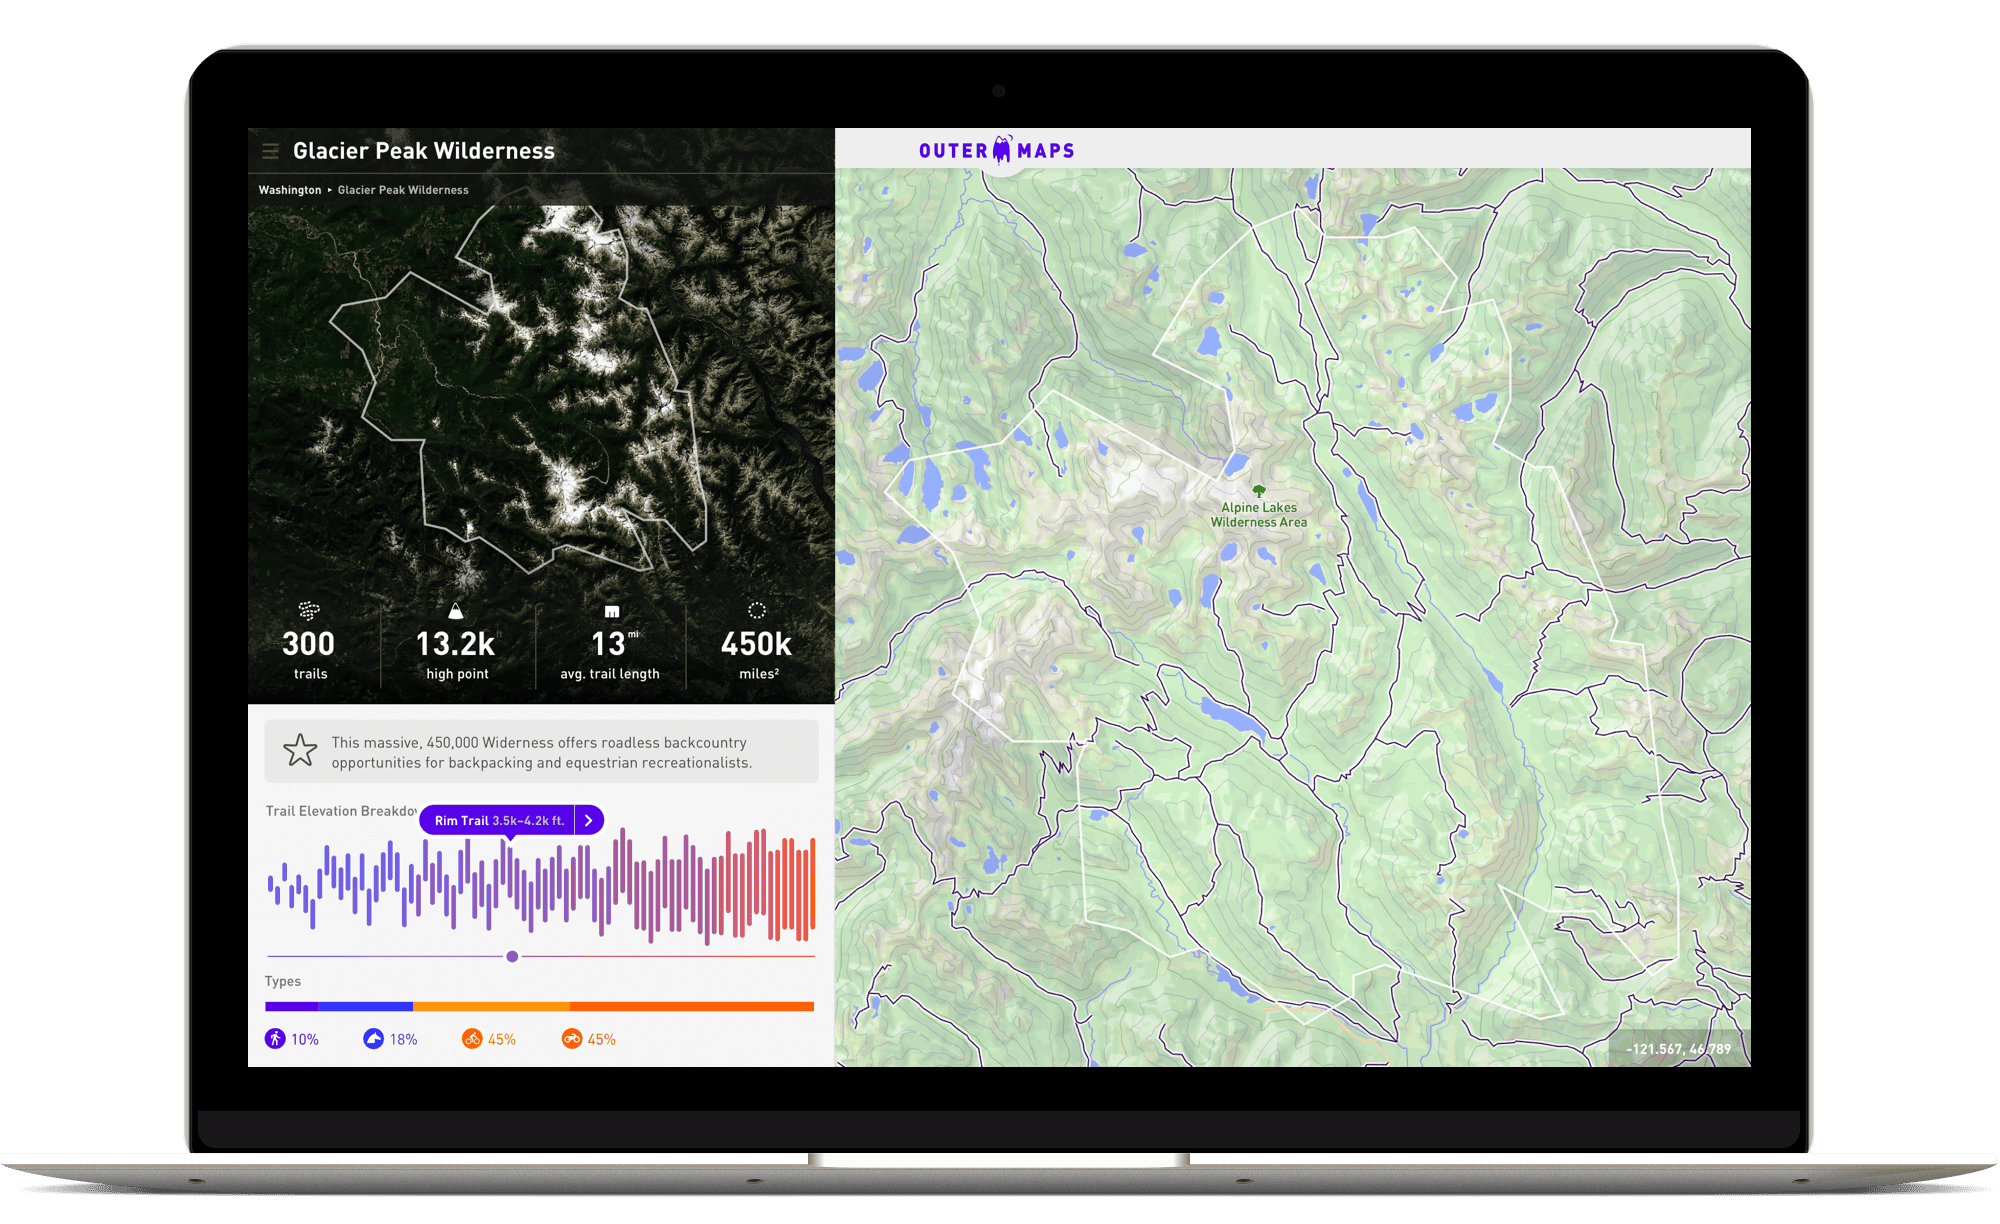 Glacier Peak Wilderness
Washington ▸ Glacier Peak Wilderness
300
trails
13.2k
high point
13 mi
avg. trail length
450k
miles²
This massive, 450,000 Widerness offers roadless backcountry
opportunities for backpacking and equestrian recreationalists.
Trail Elevation Breakdov
Rim Trail 3.5k–4.2k ft.
Types
10%
18%
45%
45%
OUTER MAPS
Alpine Lakes
Wilderness Area
-121.567, 46.789